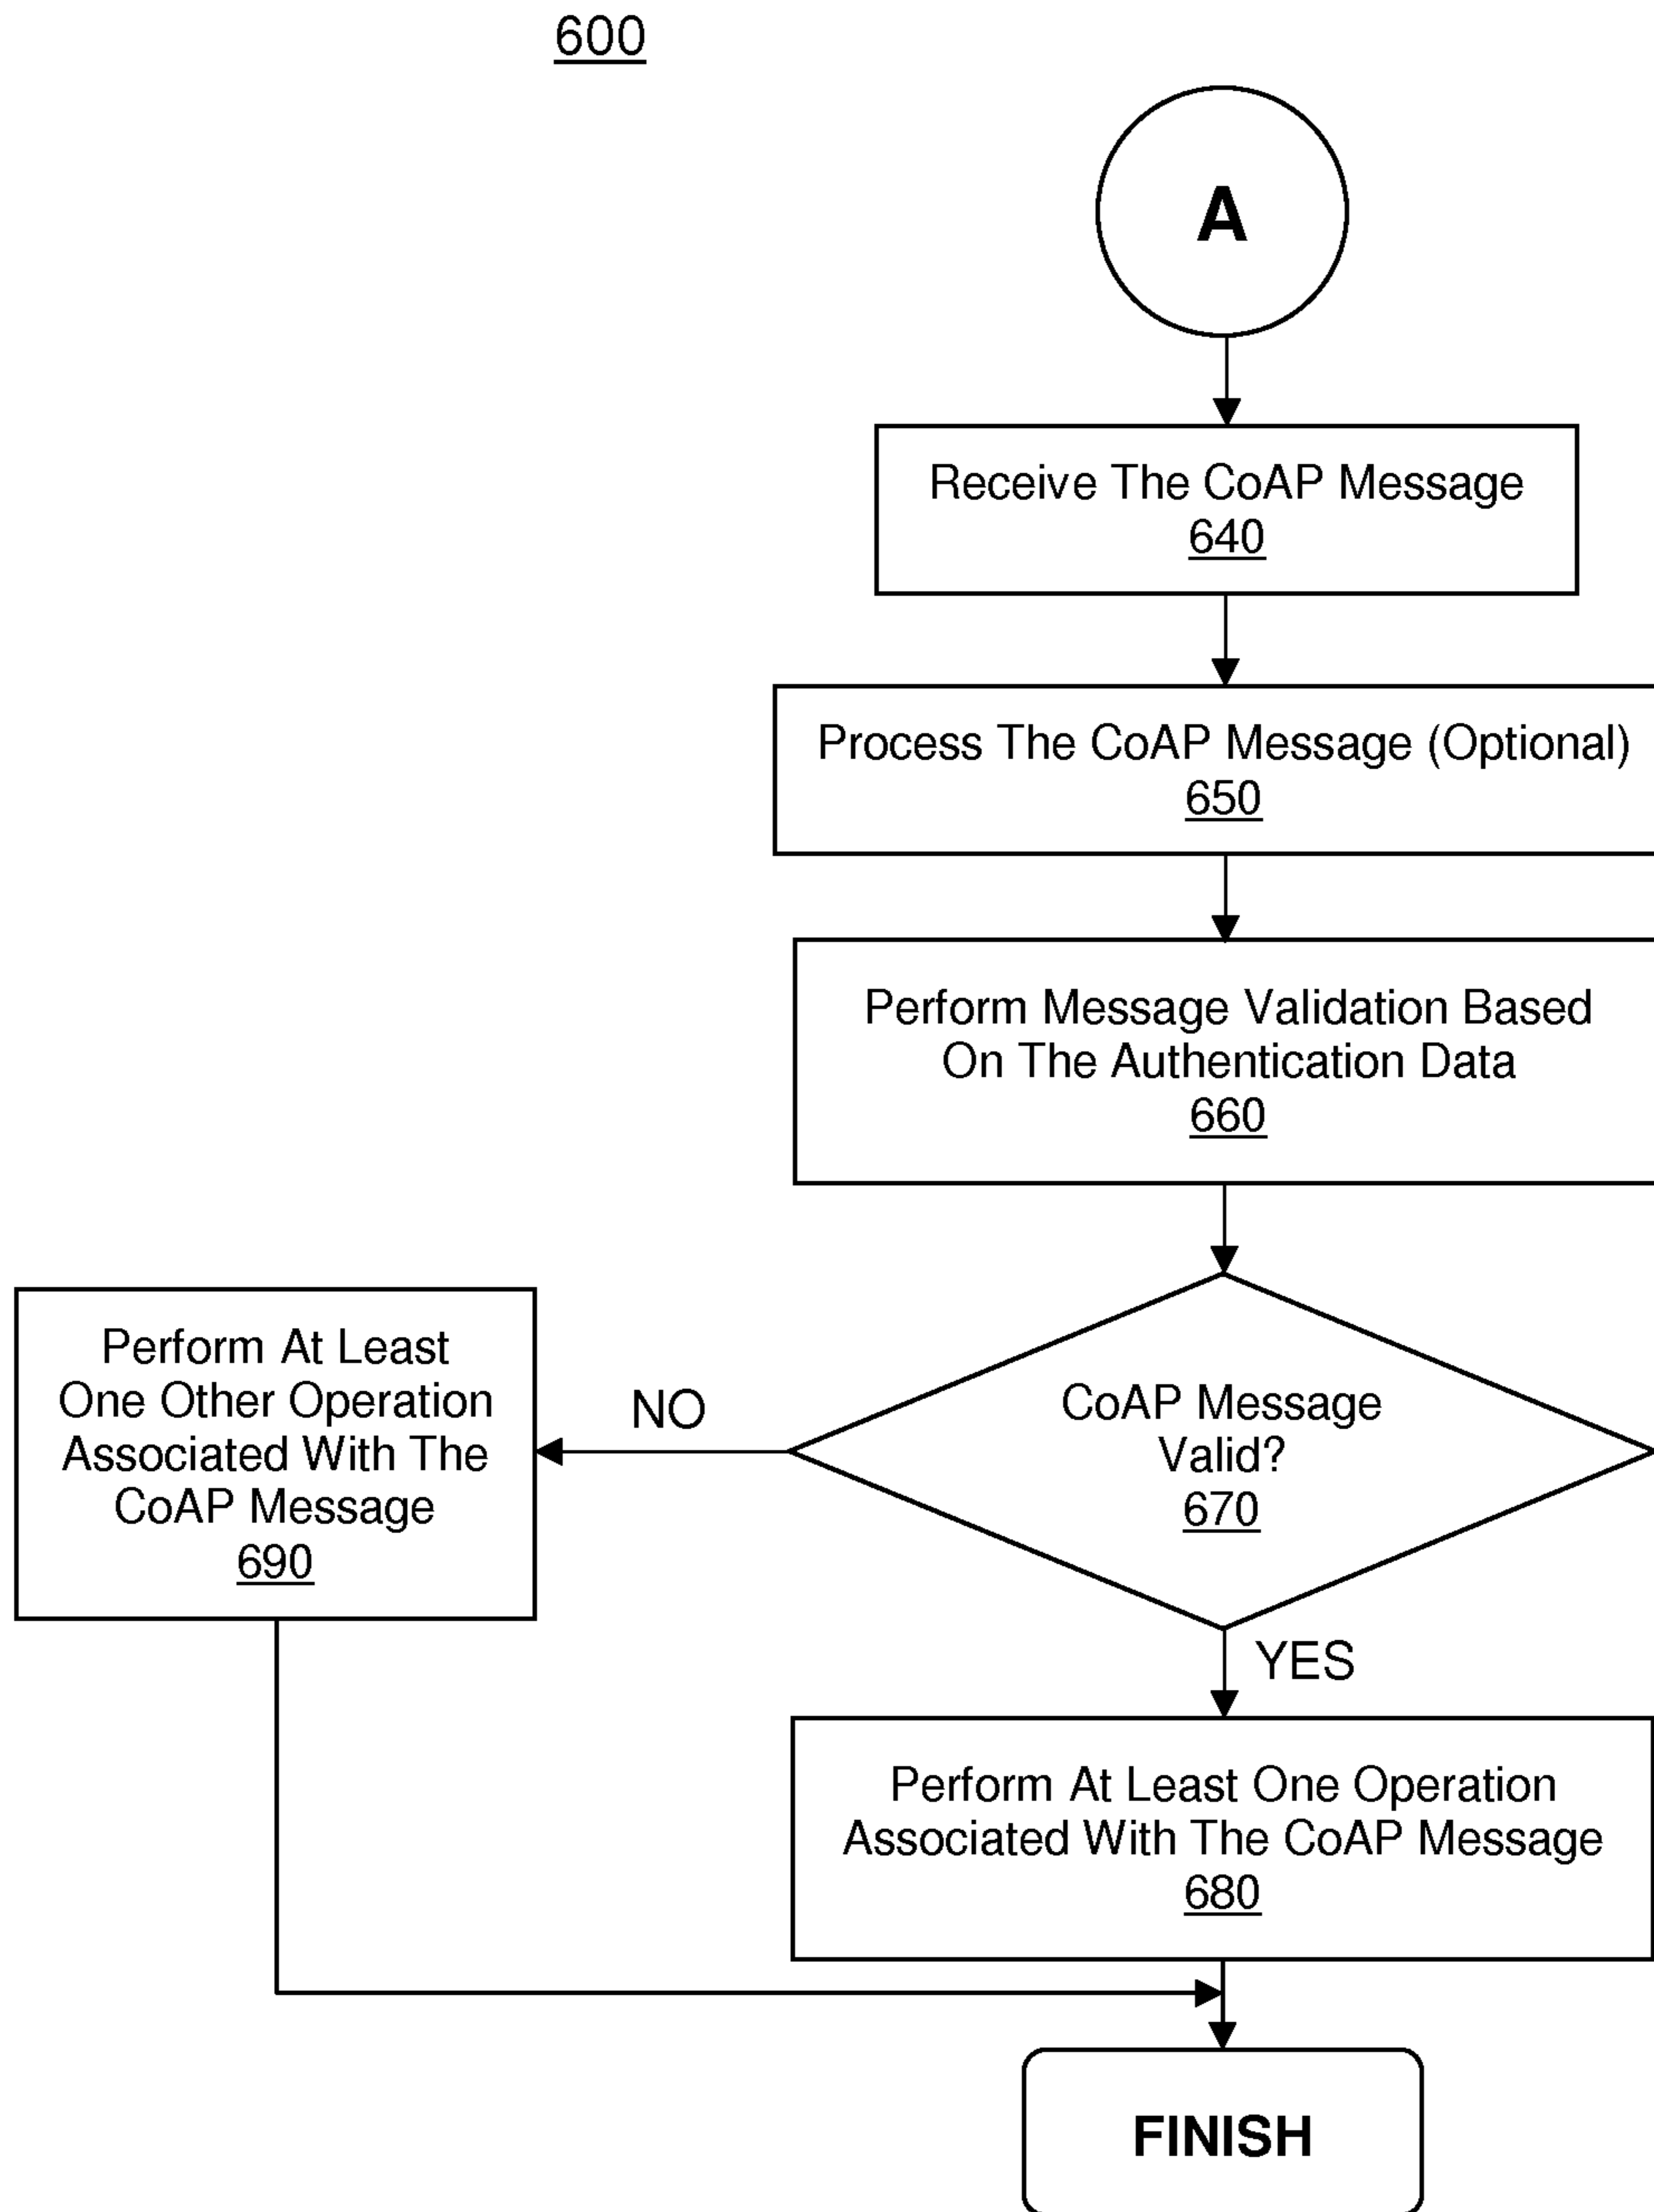 600
A
Receive The CoAP Message
640
Process The CoAP Message (Optional)
650
Perform Message Validation Based
On The Authentication Data
660
CoAP Message
Valid?
670
NO
Perform At Least
One Other Operation
Associated With The
CoAP Message
690
YES
Perform At Least One Operation
Associated With The CoAP Message
680
FINISH